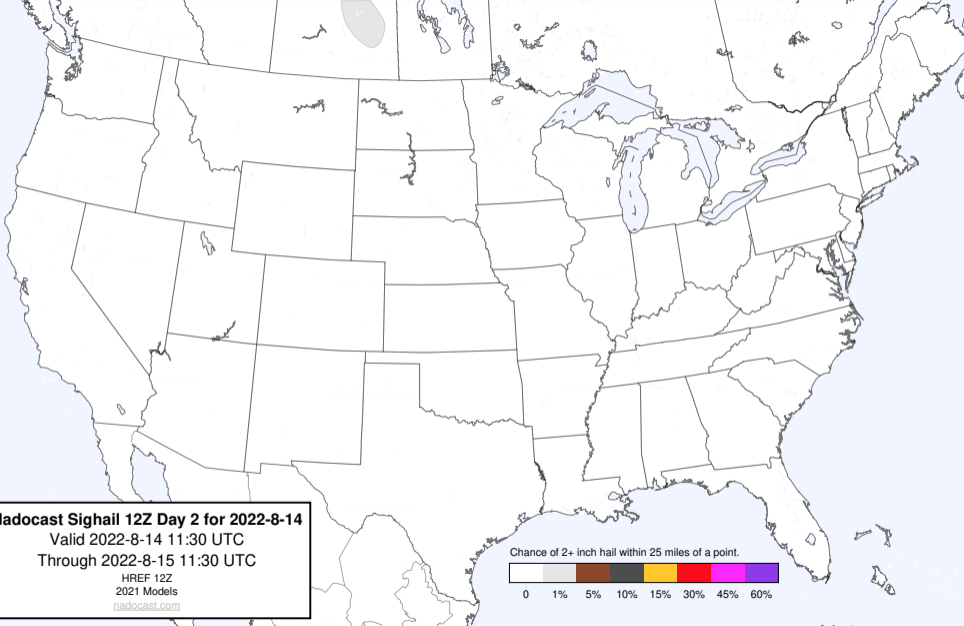 adocast Sighail 12Z Day 2 for 2022-8-14
Valid 2022-8-14 11:30 UTC
Through 2022-8-15 11:30 UTC
HREF 12Z
2021 Models
nadocast.com
Chance of 2+ inch hail within 25 miles of a point.
0 1% 5% 10% 15% 30% 45% 60%